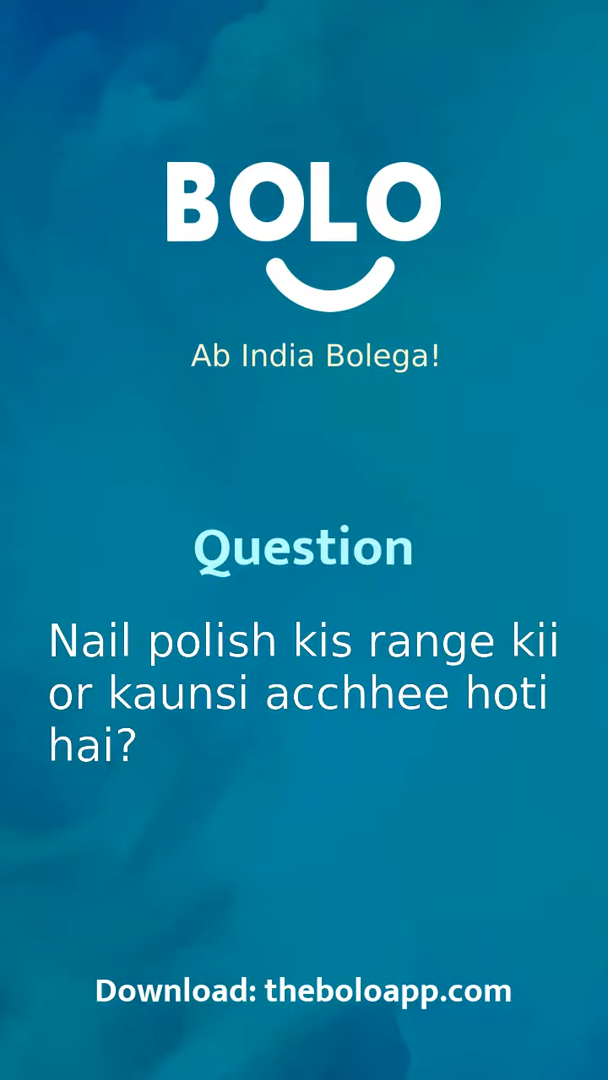 BOLO
Ab India Bolega!
Question
Nail polish kis range kii
or kaunsi acchhee hoti
hai?
Download: theboloapp.com